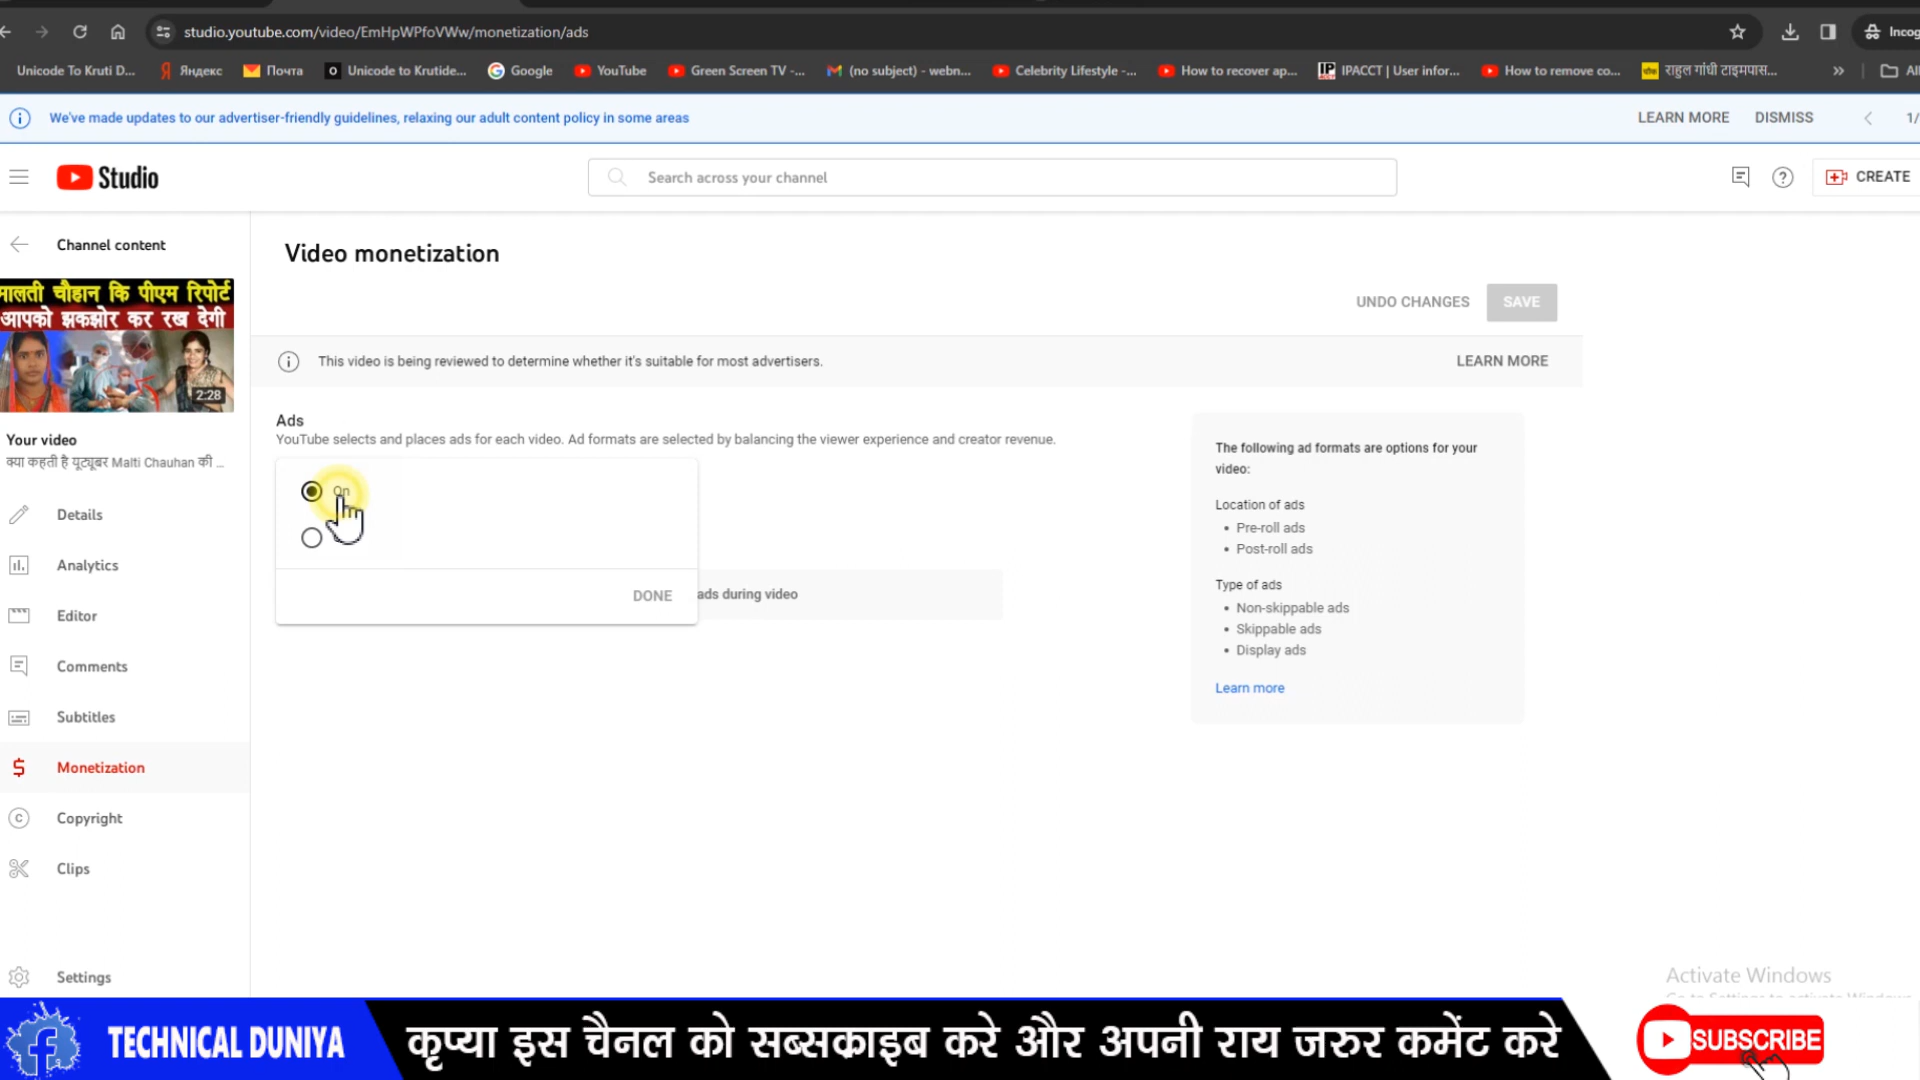 studio.youtube.com/video/EmHpWPfoVWw/monetization/ads
Unicode To Kruti D... Яндекс Почта Unicode to Krutide... Google YouTube Green Screen TV -... (no subject) - webn... Celebrity Lifestyle -... How to recover ap... IPACCT | User infor... How to remove co... राहुल गांधी टाइमपास... »
We've made updates to our advertiser-friendly guidelines, relaxing our adult content policy in some areas LEARN MORE DISMISS
Studio Search across your channel CREATE
Channel content
Video monetization
मालती चौहान कि पीएम रिपोर्ट
आपको झकझोर कर रख देगी
2:28
UNDO CHANGES SAVE
This video is being reviewed to determine whether it's suitable for most advertisers. LEARN MORE
Ads
YouTube selects and places ads for each video. Ad formats are selected by balancing the viewer experience and creator revenue.
On
DONE
ads during video
The following ad formats are options for your
video:
Location of ads
• Pre-roll ads
• Post-roll ads
Type of ads
• Non-skippable ads
• Skippable ads
• Display ads
Learn more
Your video
क्या कहती है यूट्यूबर Malti Chauhan की ...
Details
Analytics
Editor
Comments
Subtitles
Monetization
Copyright
Clips
Settings
Activate Windows
TECHNICAL DUNIYA
कृप्या इस चैनल को सब्सक्राइब करे और अपनी राय जरुर कमेंट करे
SUBSCRIBE